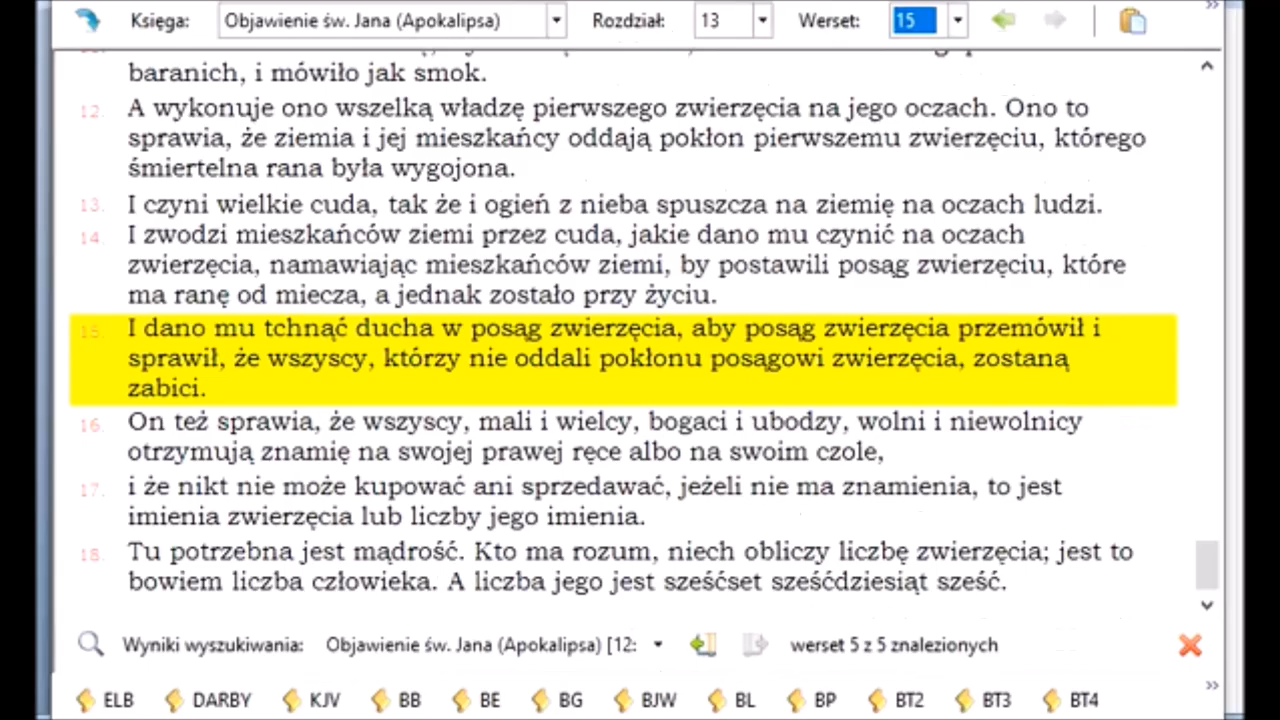 Księga: Objawienie św. Jana (Apokalipsa) Rozdział: 13 Werset: 15
baranich, i mówiło jak smok.
12. A wykonuje ono wszelką władzę pierwszego zwierzęcia na jego oczach. Ono to
sprawia, że ziemia i jej mieszkańcy oddają pokłon pierwszemu zwierzęciu, którego
śmiertelna rana była wygojona.
13. I czyni wielkie cuda, tak że i ogień z nieba spuszcza na ziemię na oczach ludzi.
14. I zwodzi mieszkańców ziemi przez cuda, jakie dano mu czynić na oczach
zwierzęcia, namawiając mieszkańców ziemi, by postawili posąg zwierzęciu, które
ma ranę od miecza, a jednak zostało przy życiu.
15. I dano mu tchnąć ducha w posąg zwierzęcia, aby posąg zwierzęcia przemówił i
sprawił, że wszyscy, którzy nie oddali pokłonu posągowi zwierzęcia, zostaną
zabici.
16. On też sprawia, że wszyscy, mali i wielcy, bogaci i ubodzy, wolni i niewolnicy
otrzymują znamię na swojej prawej ręce albo na swoim czole,
17. i że nikt nie może kupować ani sprzedawać, jeżeli nie ma znamienia, to jest
imienia zwierzęcia lub liczby jego imienia.
18. Tu potrzebna jest mądrość. Kto ma rozum, niech obliczy liczbę zwierzęcia; jest to
bowiem liczba człowieka. A liczba jego jest sześćset sześćdziesiąt sześć.
Wyniki wyszukiwania: Objawienie św. Jana (Apokalipsa) [12: werset 5 z 5 znalezionych
ELB DARBY KJV BB BE BG BJW BL BP BT2 BT3 BT4